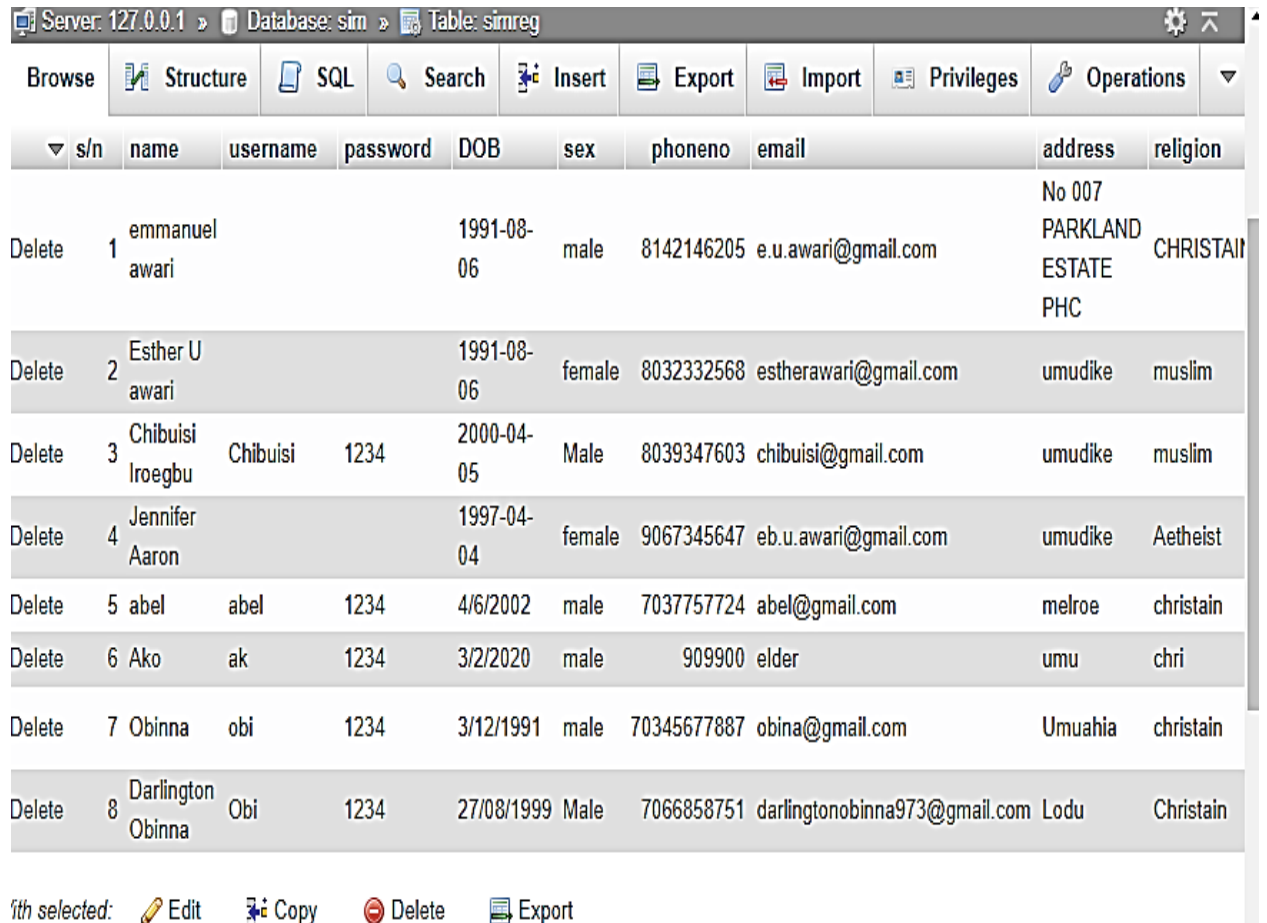 Server: 127.0.0.1 » Database: sim » Table: simreg
Browse Structure SQL Search Insert Export Import Privileges Operations
s/n name username password DOB sex phoneno email address religion
Delete 1 emmanuel awari 1991-08-06 male 8142146205 e.u.awari@gmail.com No 007 PARKLAND ESTATE PHC CHRISTAIN
Delete 2 Esther U awari 1991-08-06 female 8032332568 estherawari@gmail.com umudike muslim
Delete 3 Chibuisi Iroegbu Chibuisi 1234 2000-04-05 Male 8039347603 chibuisi@gmail.com umudike muslim
Delete 4 Jennifer Aaron 1997-04-04 female 9067345647 eb.u.awari@gmail.com umudike Aetheist
Delete 5 abel abel 1234 4/6/2002 male 7037757724 abel@gmail.com melroe christain
Delete 6 Ako ak 1234 3/2/2020 male 909900 elder umu chri
Delete 7 Obinna obi 1234 3/12/1991 male 70345677887 obina@gmail.com Umuahia christain
Delete 8 Darlington Obinna Obi 1234 27/08/1999 Male 7066858751 darlingtonobinna973@gmail.com Lodu Christain
ith selected: Edit Copy Delete Export